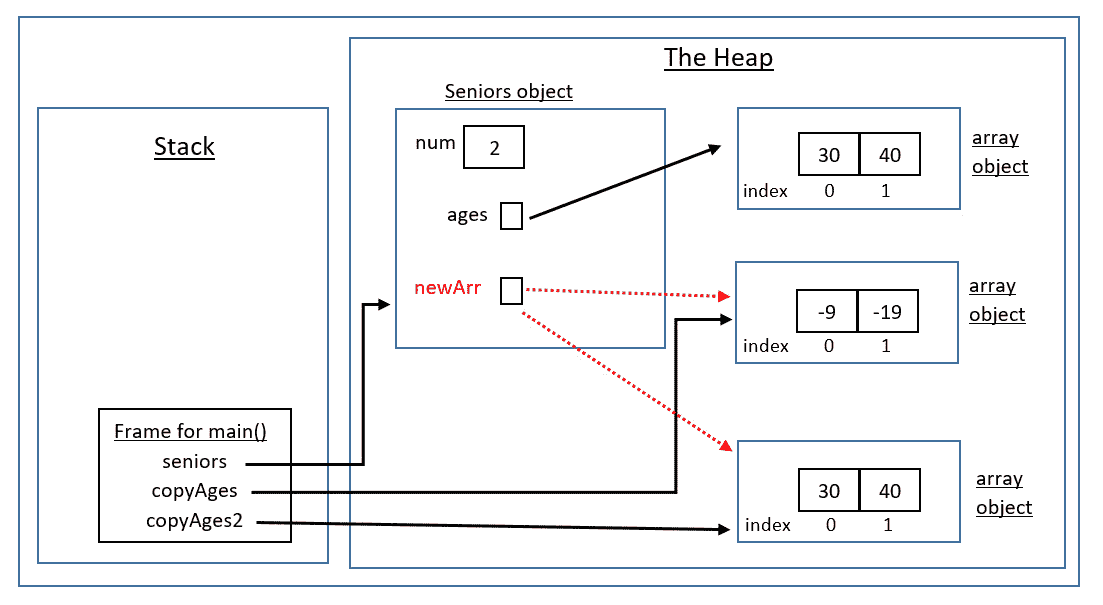 The Heap
Stack
Frame for main()
seniors
copyAges
copyAges2
Seniors object
num 2
ages
newArr
30 40
index 0 1
array
object
-9 -19
index 0 1
array
object
30 40
index 0 1
array
object